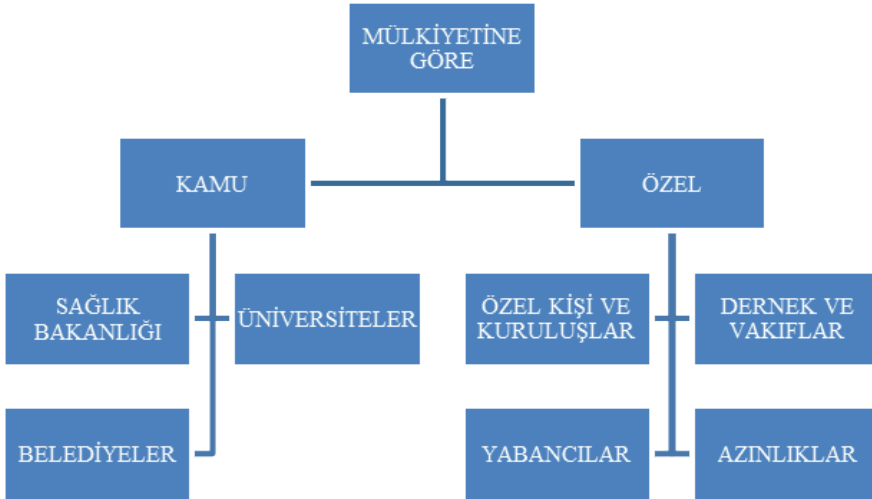 MÜLKİYETİNE
GÖRE
KAMU
ÖZEL
SAĞLIK
BAKANLIĞI
ÜNİVERSİTELER
ÖZEL KİŞİ VE
KURULUŞLAR
DERNEK VE
VAKIFLAR
BELEDİYELER
YABANCILAR
AZINLIKLAR